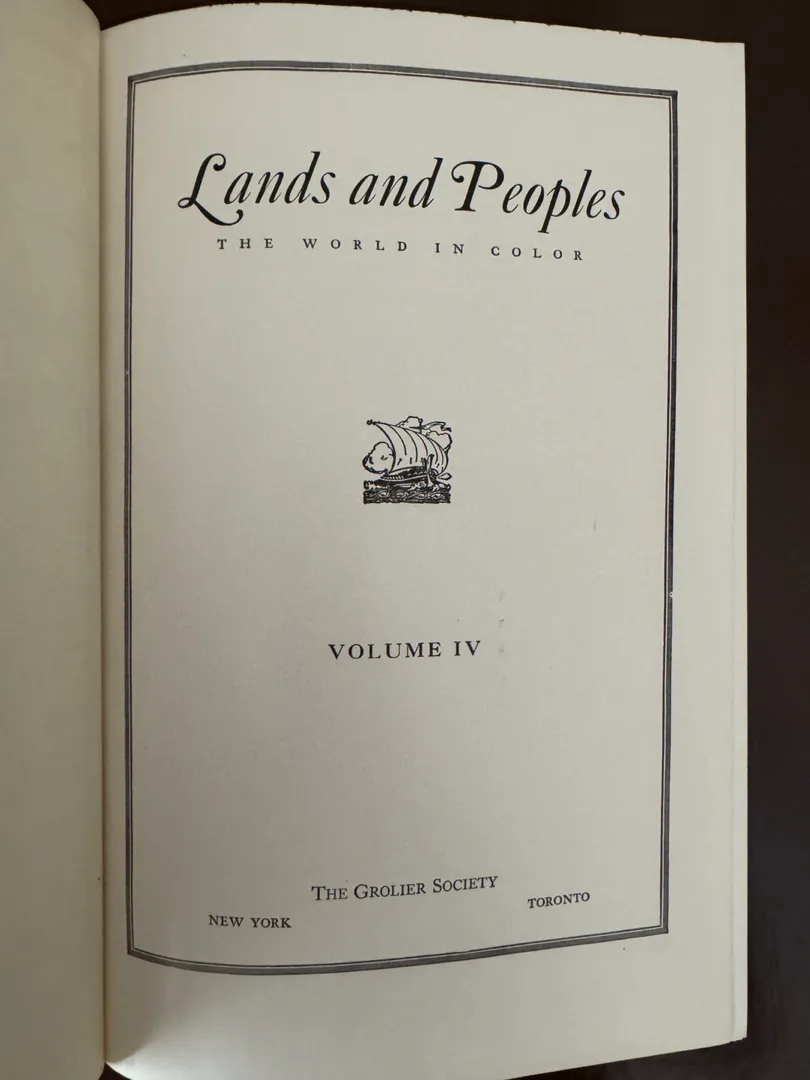 Lands and Peoples
THE WORLD IN COLOR
VOLUME IV
THE GROLIER SOCIETY
NEW YORK TORONTO